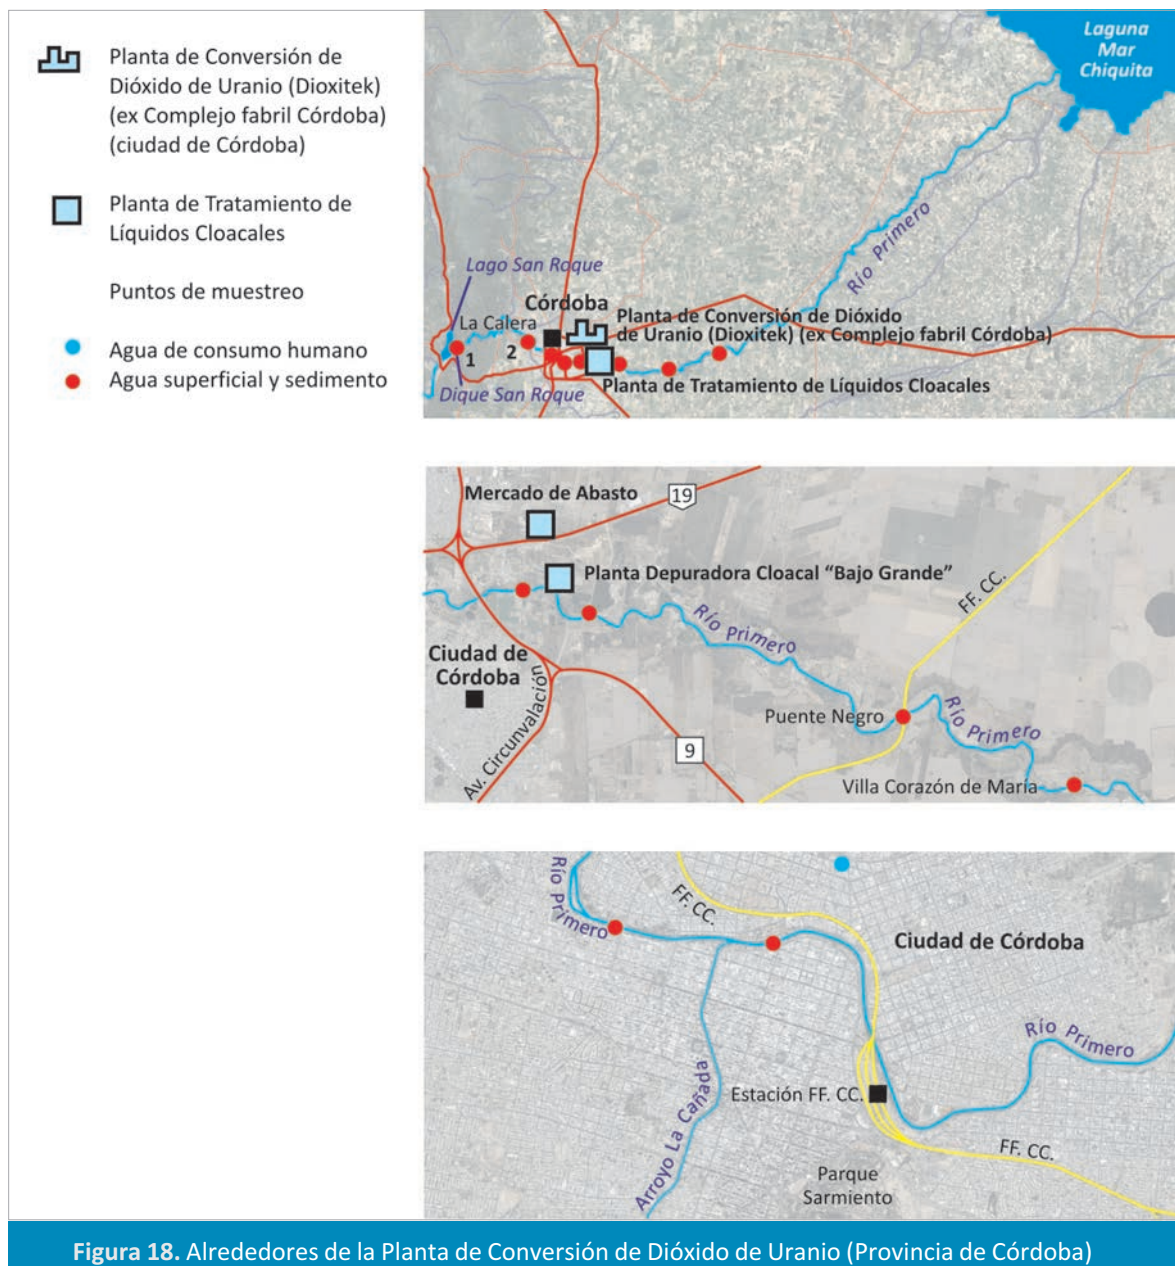 Planta de Conversión de
Dióxido de Uranio (Dioxitek)
(ex Complejo fabril Córdoba)
(ciudad de Córdoba)
Planta de Tratamiento de
Líquidos Cloacales
Puntos de muestreo
Agua de consumo humano
Agua superficial y sedimento
Laguna
Mar
Chiquita
Río Primero
Lago San Roque
Córdoba
La Calera
Planta de Conversión de Dióxido
de Uranio (Dioxitek) (ex Complejo fabril Córdoba)
1
2
Planta de Tratamiento de Líquidos Cloacales
Dique San Roque
Mercado de Abasto
19
Planta Depuradora Cloacal “Bajo Grande”
FF. CC.
Río Primero
Ciudad de
Córdoba
Av. Circunvalación
Puente Negro
Río Primero
9
Villa Corazón de María
Río Primero
FF. CC.
Ciudad de Córdoba
Río Primero
Estación FF. CC.
Arroyo La Cañapa
FF. CC.
Parque
Sarmiento
Figura 18. Alrededores de la Planta de Conversión de Dióxido de Uranio (Provincia de Córdoba)